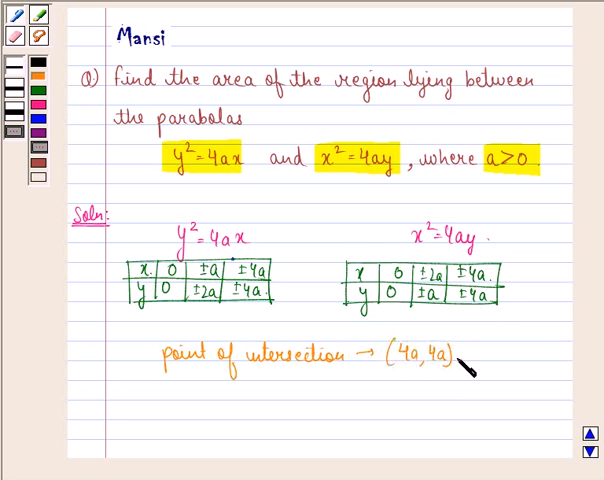 Mansi
Q) Find the area of the region lying between
the parabolas
y²=4ax and x²=4ay, where a>0.
Soln:
y²=4ax
x 0 ±a ±4a
y 0 ±2a ±4a
x²=4ay.
x 0 ±2a ±4a
y 0 ±a ±4a
point of intersection → (4a, 4a)